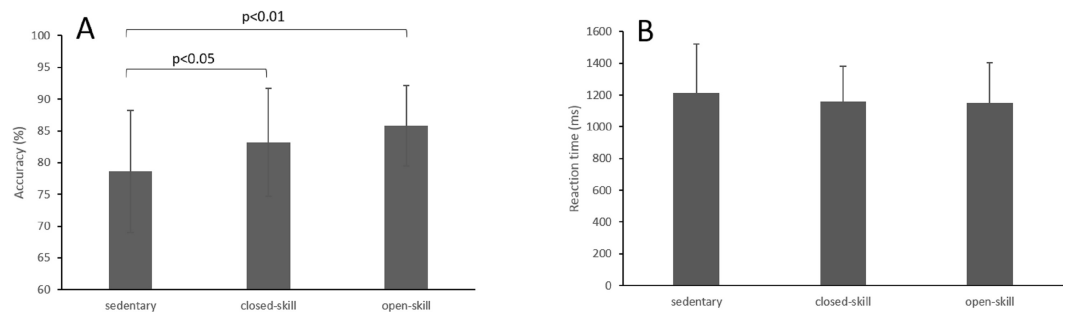 A
p<0.01
p<0.05
Accuracy (%)
100
95
90
85
80
75
70
65
60
sedentary closed-skill open-skill
B
Reaction time (ms)
1600
1400
1200
1000
800
600
400
200
0
sedentary closed-skill open-skill